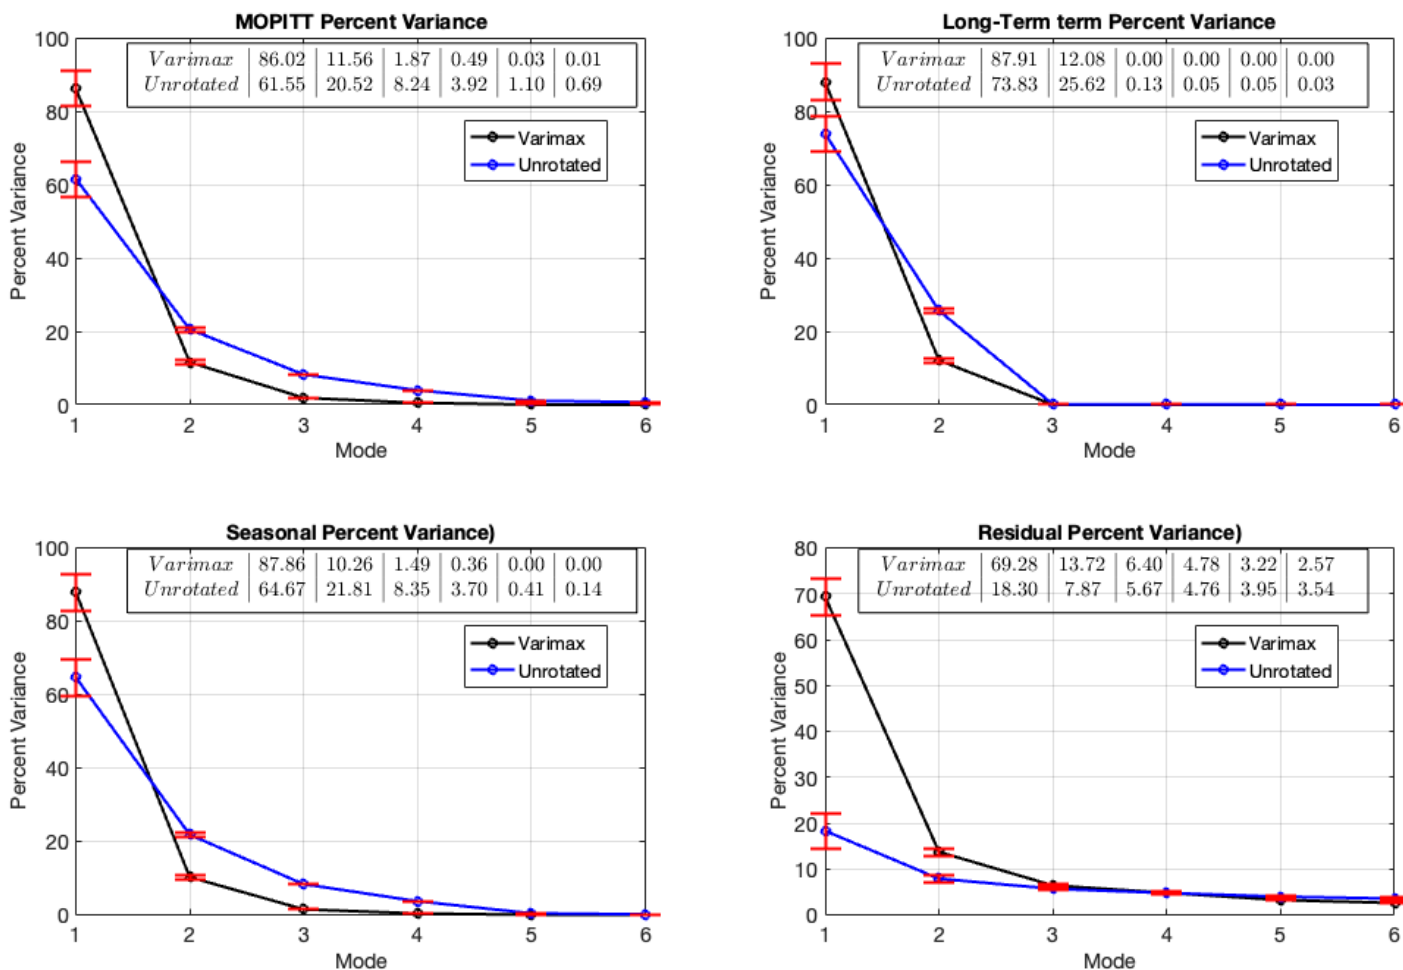 MOPITT Percent Variance
Varimax 86.02 11.56 1.87 0.49 0.03 0.01
Unrotated 61.55 20.52 8.24 3.92 1.10 0.69
Varimax
Unrotated
100
80
60
40
20
0
Percent Variance
1 2 3 4 5 6
Mode
Long-Term term Percent Variance
Varimax 87.91 12.08 0.00 0.00 0.00 0.00
Unrotated 73.83 25.62 0.13 0.05 0.05 0.03
Varimax
Unrotated
100
80
60
40
20
0
Percent Variance
1 2 3 4 5 6
Mode
Seasonal Percent Variance)
Varimax 87.86 10.26 1.49 0.36 0.00 0.00
Unrotated 64.67 21.81 8.35 3.70 0.41 0.14
Varimax
Unrotated
100
80
60
40
20
0
Percent Variance
1 2 3 4 5 6
Mode
Residual Percent Variance)
Varimax 69.28 13.72 6.40 4.78 3.22 2.57
Unrotated 18.30 7.87 5.67 4.76 3.95 3.54
Varimax
Unrotated
80
70
60
50
40
30
20
10
0
Percent Variance
1 2 3 4 5 6
Mode